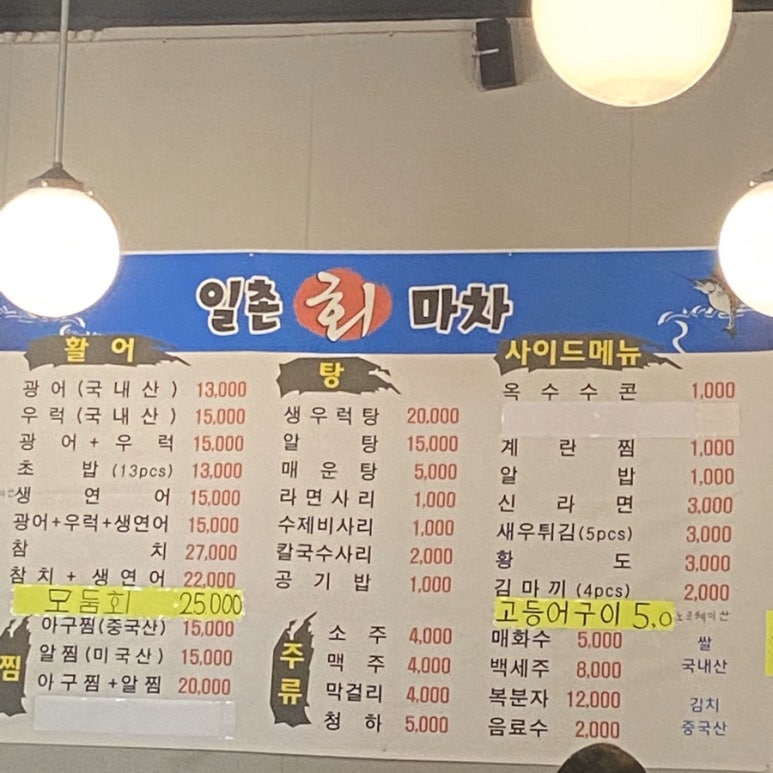 일촌 회 마차
활어
광어(국내산) 13,000
우럭(국내산) 15,000
광어+우럭 15,000
초밥(13pcs) 13,000
생연어 15,000
광어+우럭+생연어 15,000
참치 27,000
참치+생연어 22,000
모둠회 25,000
찜
아구찜(중국산) 15,000
알찜(미국산) 15,000
아구찜+알찜 20,000
탕
생우럭탕 20,000
알탕 15,000
매운탕 5,000
라면사리 1,000
수제비사리 1,000
칼국수사리 2,000
공기밥 1,000
주류
소주 4,000
맥주 4,000
막걸리 4,000
청하 5,000
사이드메뉴
옥수수콘 1,000
계란찜 1,000
알밥 1,000
신라면 3,000
새우튀김(5pcs) 3,000
황도 3,000
김마끼(4pcs) 2,000
고등어구이 5,0
노르웨이산
매화수 5,000
백세주 8,000
복분자 12,000
음료수 2,000
쌀
국내산
김치
중국산